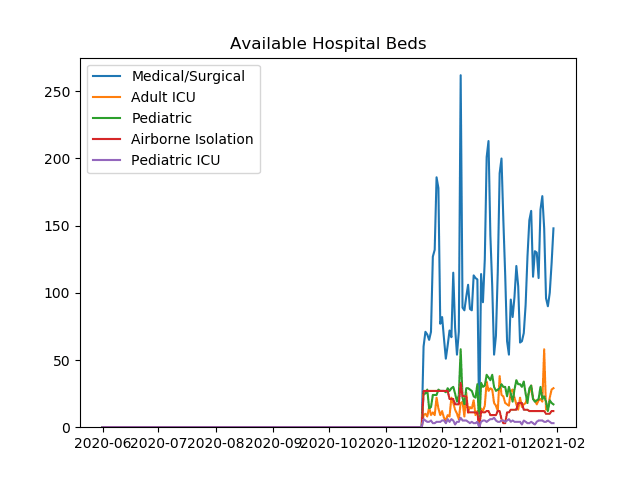 Available Hospital Beds
Medical/Surgical
Adult ICU
Pediatric
Airborne Isolation
Pediatric ICU
250
200
150
100
50
0
2020-06 2020-07 2020-08 2020-09 2020-10 2020-11 2020-12 2021-01 2021-02